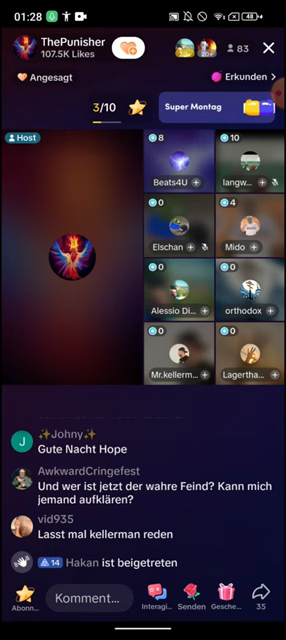 01:28
48
ThePunisher
107.5K Likes
83
Angesagt
Erkunden
3/10
Super Montag
Host
8
10
Beats4U
langw...
0
4
Elschan
Mido
0
0
Alessio Di...
orthodox
0
0
Mr.kellerm...
Lagertha...
J
✨Johny✨
Gute Nacht Hope
AwkwardCringefest
Und wer ist jetzt der wahre Feind? Kann mich
jemand aufklären?
vid935
Lasst mal kellerman reden
14 Hakan ist beigetreten
Komment...
Abonn...
Interagi...
Senden
Gesche...
35